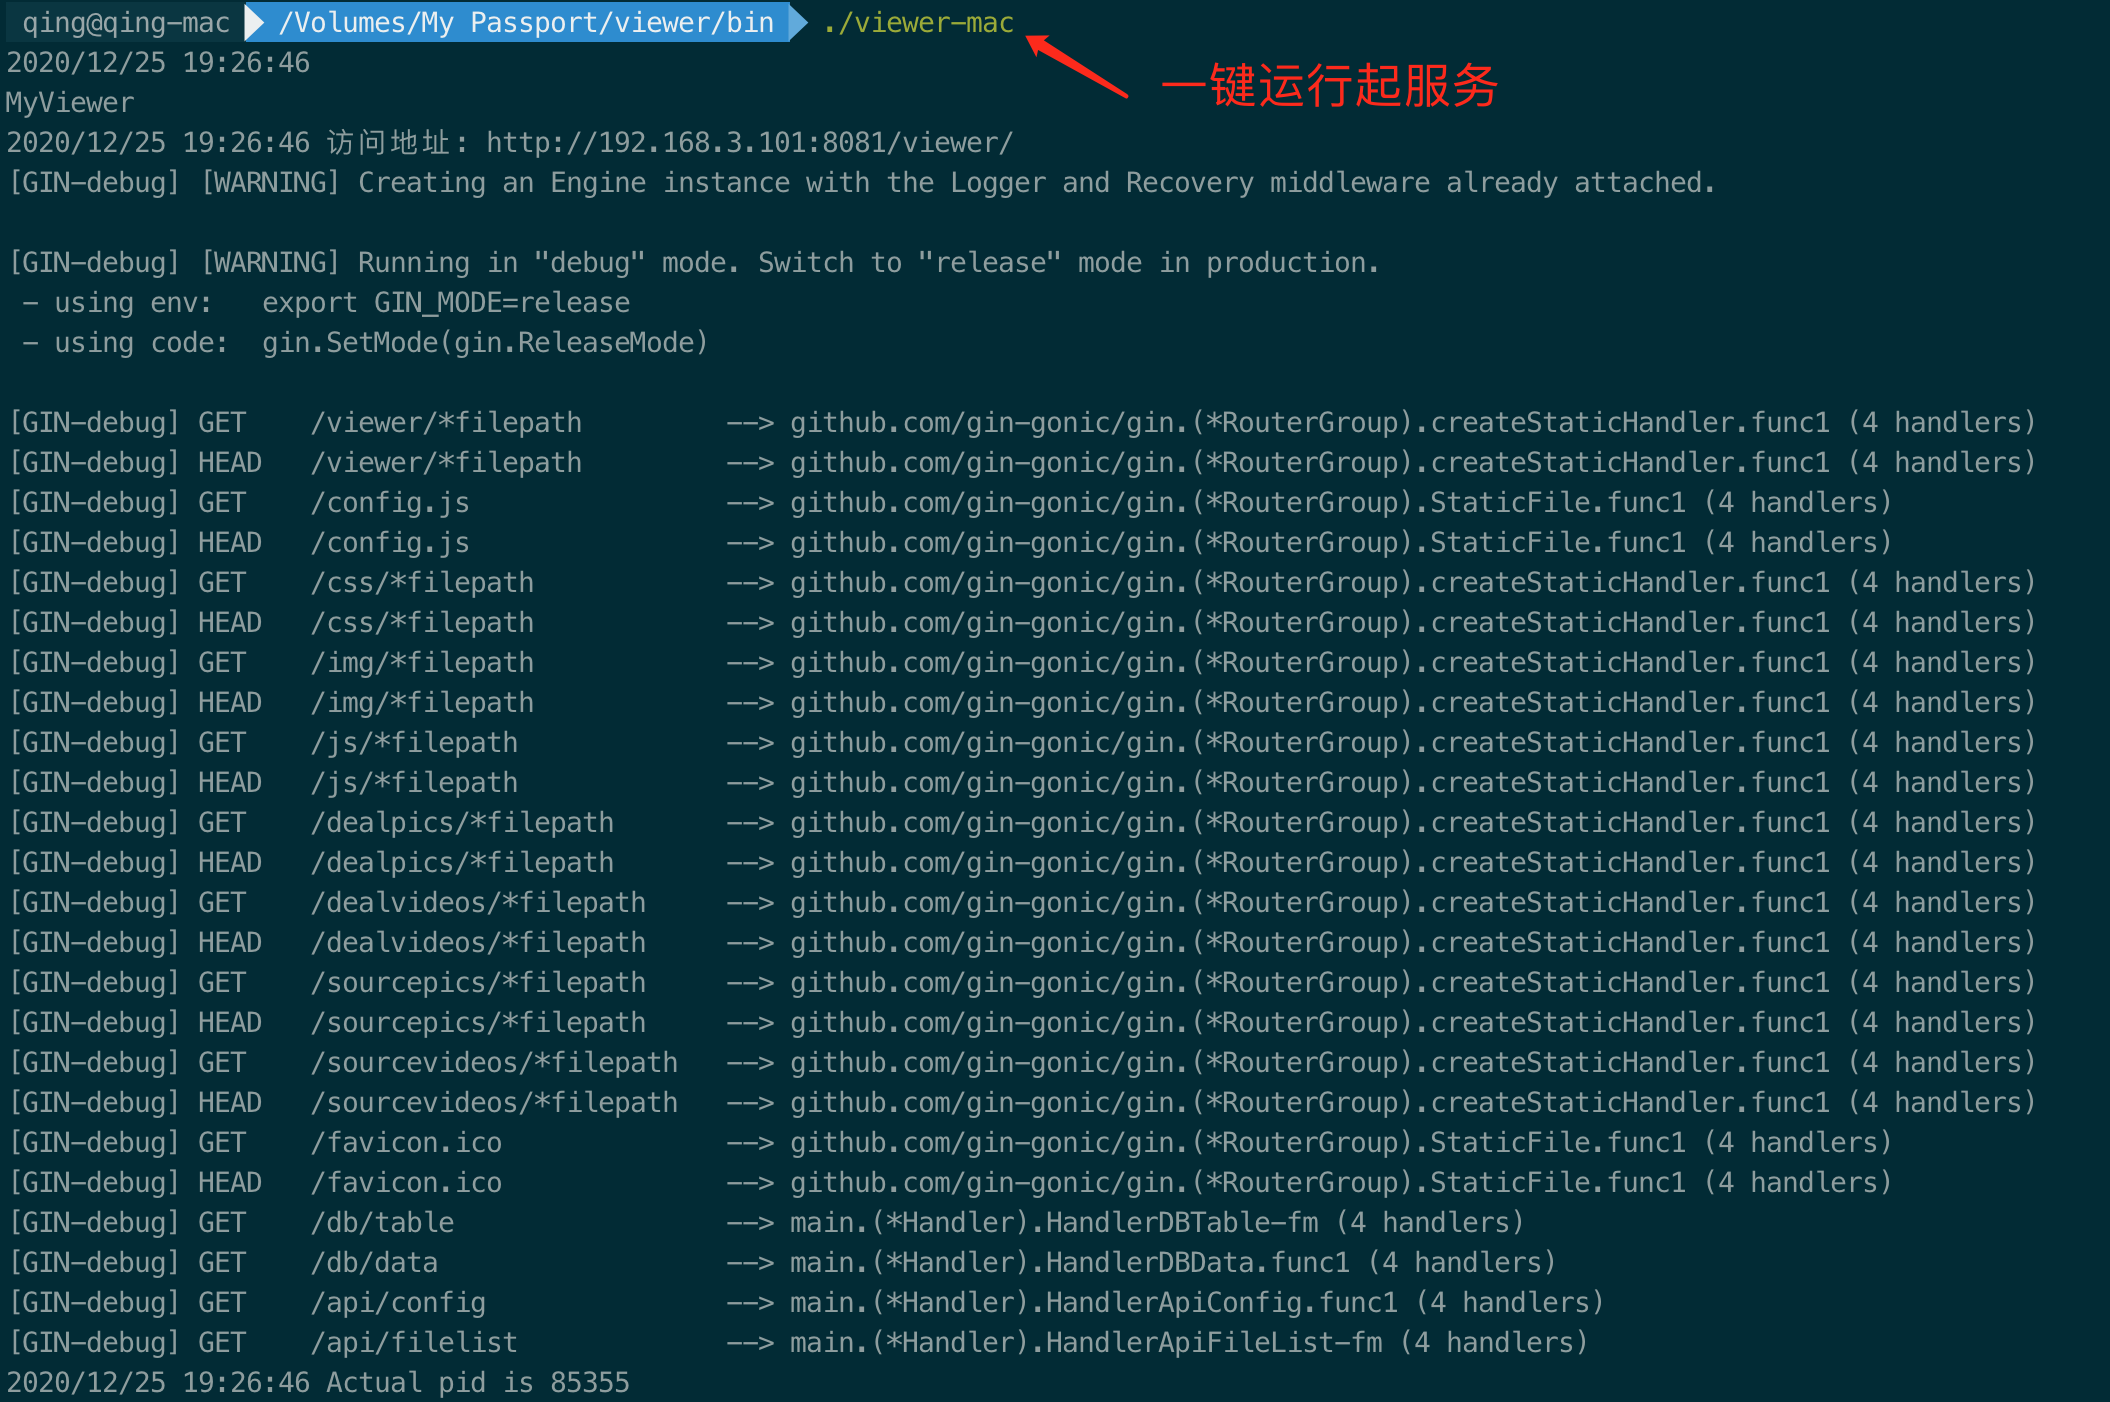 qing@qing-mac /Volumes/My Passport/viewer/bin ./viewer-mac
2020/12/25 19:26:46
一键运行起服务
MyViewer
2020/12/25 19:26:46 访问地址: http://192.168.3.101:8081/viewer/
[GIN-debug] [WARNING] Creating an Engine instance with the Logger and Recovery middleware already attached.
[GIN-debug] [WARNING] Running in "debug" mode. Switch to "release" mode in production.
- using env:   export GIN_MODE=release
- using code:  gin.SetMode(gin.ReleaseMode)
[GIN-debug] GET    /viewer/*filepath         --> github.com/gin-gonic/gin.(*RouterGroup).createStaticHandler.func1 (4 handlers)
[GIN-debug] HEAD   /viewer/*filepath         --> github.com/gin-gonic/gin.(*RouterGroup).createStaticHandler.func1 (4 handlers)
[GIN-debug] GET    /config.js                --> github.com/gin-gonic/gin.(*RouterGroup).StaticFile.func1 (4 handlers)
[GIN-debug] HEAD   /config.js                --> github.com/gin-gonic/gin.(*RouterGroup).StaticFile.func1 (4 handlers)
[GIN-debug] GET    /css/*filepath            --> github.com/gin-gonic/gin.(*RouterGroup).createStaticHandler.func1 (4 handlers)
[GIN-debug] HEAD   /css/*filepath            --> github.com/gin-gonic/gin.(*RouterGroup).createStaticHandler.func1 (4 handlers)
[GIN-debug] GET    /img/*filepath            --> github.com/gin-gonic/gin.(*RouterGroup).createStaticHandler.func1 (4 handlers)
[GIN-debug] HEAD   /img/*filepath            --> github.com/gin-gonic/gin.(*RouterGroup).createStaticHandler.func1 (4 handlers)
[GIN-debug] GET    /js/*filepath             --> github.com/gin-gonic/gin.(*RouterGroup).createStaticHandler.func1 (4 handlers)
[GIN-debug] HEAD   /js/*filepath             --> github.com/gin-gonic/gin.(*RouterGroup).createStaticHandler.func1 (4 handlers)
[GIN-debug] GET    /dealpics/*filepath       --> github.com/gin-gonic/gin.(*RouterGroup).createStaticHandler.func1 (4 handlers)
[GIN-debug] HEAD   /dealpics/*filepath       --> github.com/gin-gonic/gin.(*RouterGroup).createStaticHandler.func1 (4 handlers)
[GIN-debug] GET    /dealvideos/*filepath     --> github.com/gin-gonic/gin.(*RouterGroup).createStaticHandler.func1 (4 handlers)
[GIN-debug] HEAD   /dealvideos/*filepath     --> github.com/gin-gonic/gin.(*RouterGroup).createStaticHandler.func1 (4 handlers)
[GIN-debug] GET    /sourcepics/*filepath     --> github.com/gin-gonic/gin.(*RouterGroup).createStaticHandler.func1 (4 handlers)
[GIN-debug] HEAD   /sourcepics/*filepath     --> github.com/gin-gonic/gin.(*RouterGroup).createStaticHandler.func1 (4 handlers)
[GIN-debug] GET    /sourcevideos/*filepath   --> github.com/gin-gonic/gin.(*RouterGroup).createStaticHandler.func1 (4 handlers)
[GIN-debug] HEAD   /sourcevideos/*filepath   --> github.com/gin-gonic/gin.(*RouterGroup).createStaticHandler.func1 (4 handlers)
[GIN-debug] GET    /favicon.ico              --> github.com/gin-gonic/gin.(*RouterGroup).StaticFile.func1 (4 handlers)
[GIN-debug] HEAD   /favicon.ico              --> github.com/gin-gonic/gin.(*RouterGroup).StaticFile.func1 (4 handlers)
[GIN-debug] GET    /db/table                 --> main.(*Handler).HandlerDBTable-fm (4 handlers)
[GIN-debug] GET    /db/data                  --> main.(*Handler).HandlerDBData.func1 (4 handlers)
[GIN-debug] GET    /api/config               --> main.(*Handler).HandlerApiConfig.func1 (4 handlers)
[GIN-debug] GET    /api/filelist             --> main.(*Handler).HandlerApiFileList-fm (4 handlers)
2020/12/25 19:26:46 Actual pid is 85355